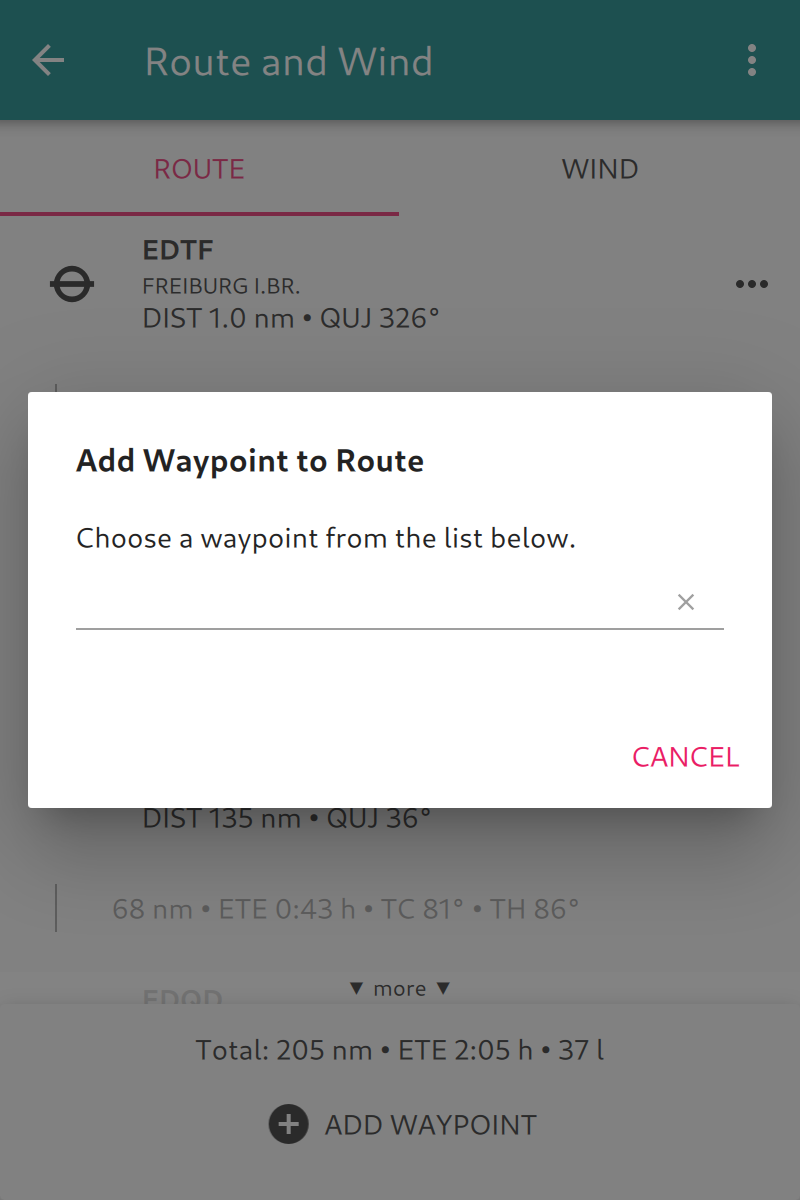 Route and Wind
ROUTE
WIND
EDTF
FREIBURG I.BR.
DIST 1.0 nm • QUJ 326°
Add Waypoint to Route
Choose a waypoint from the list below.
CANCEL
DIST 135 nm • QUJ 36°
68 nm • ETE 0:43 h • TC 81° • TH 86°
▼ more ▼
EDQD
Total: 205 nm • ETE 2:05 h • 37 l
ADD WAYPOINT